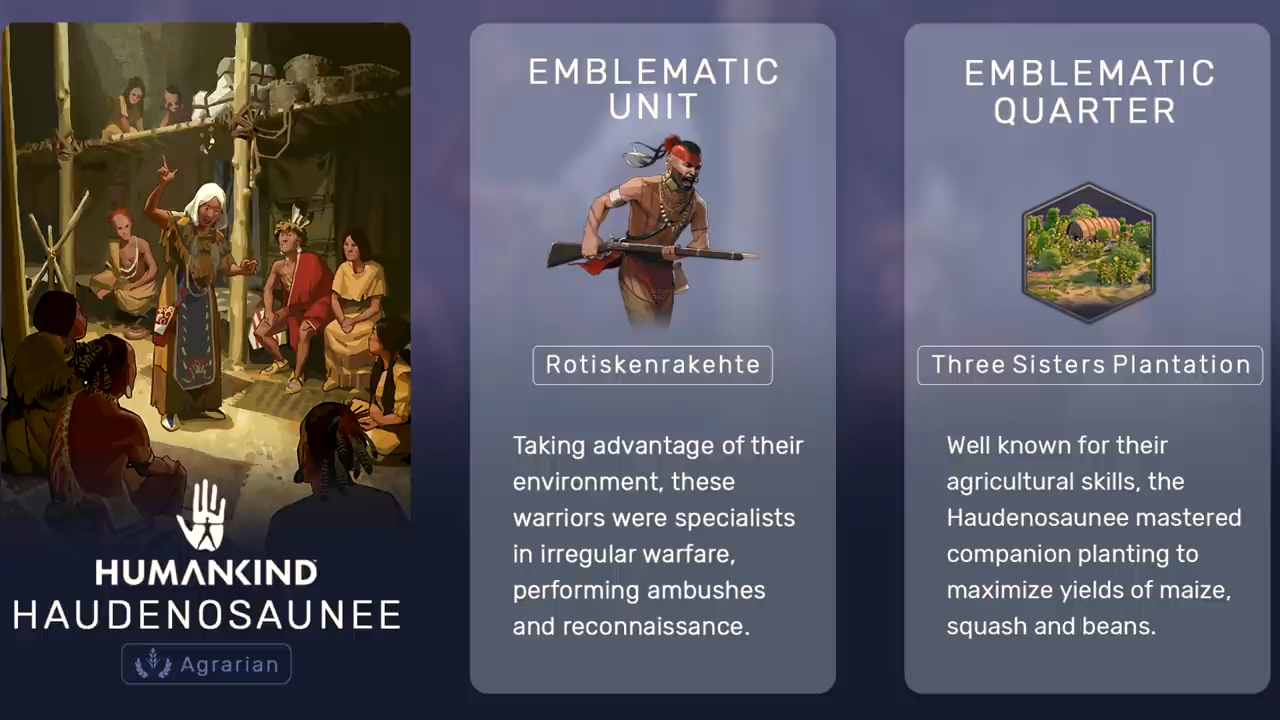 HUMANKIND
HAUDENOSAUNEE
Agrarian
EMBLEMATIC
UNIT
Rotiskenrakehte
Taking advantage of their
environment, these
warriors were specialists
in irregular warfare,
performing ambushes
and reconnaissance.
EMBLEMATIC
QUARTER
Three Sisters Plantation
Well known for their
agricultural skills, the
Haudenosaunee mastered
companion planting to
maximize yields of maize,
squash and beans.